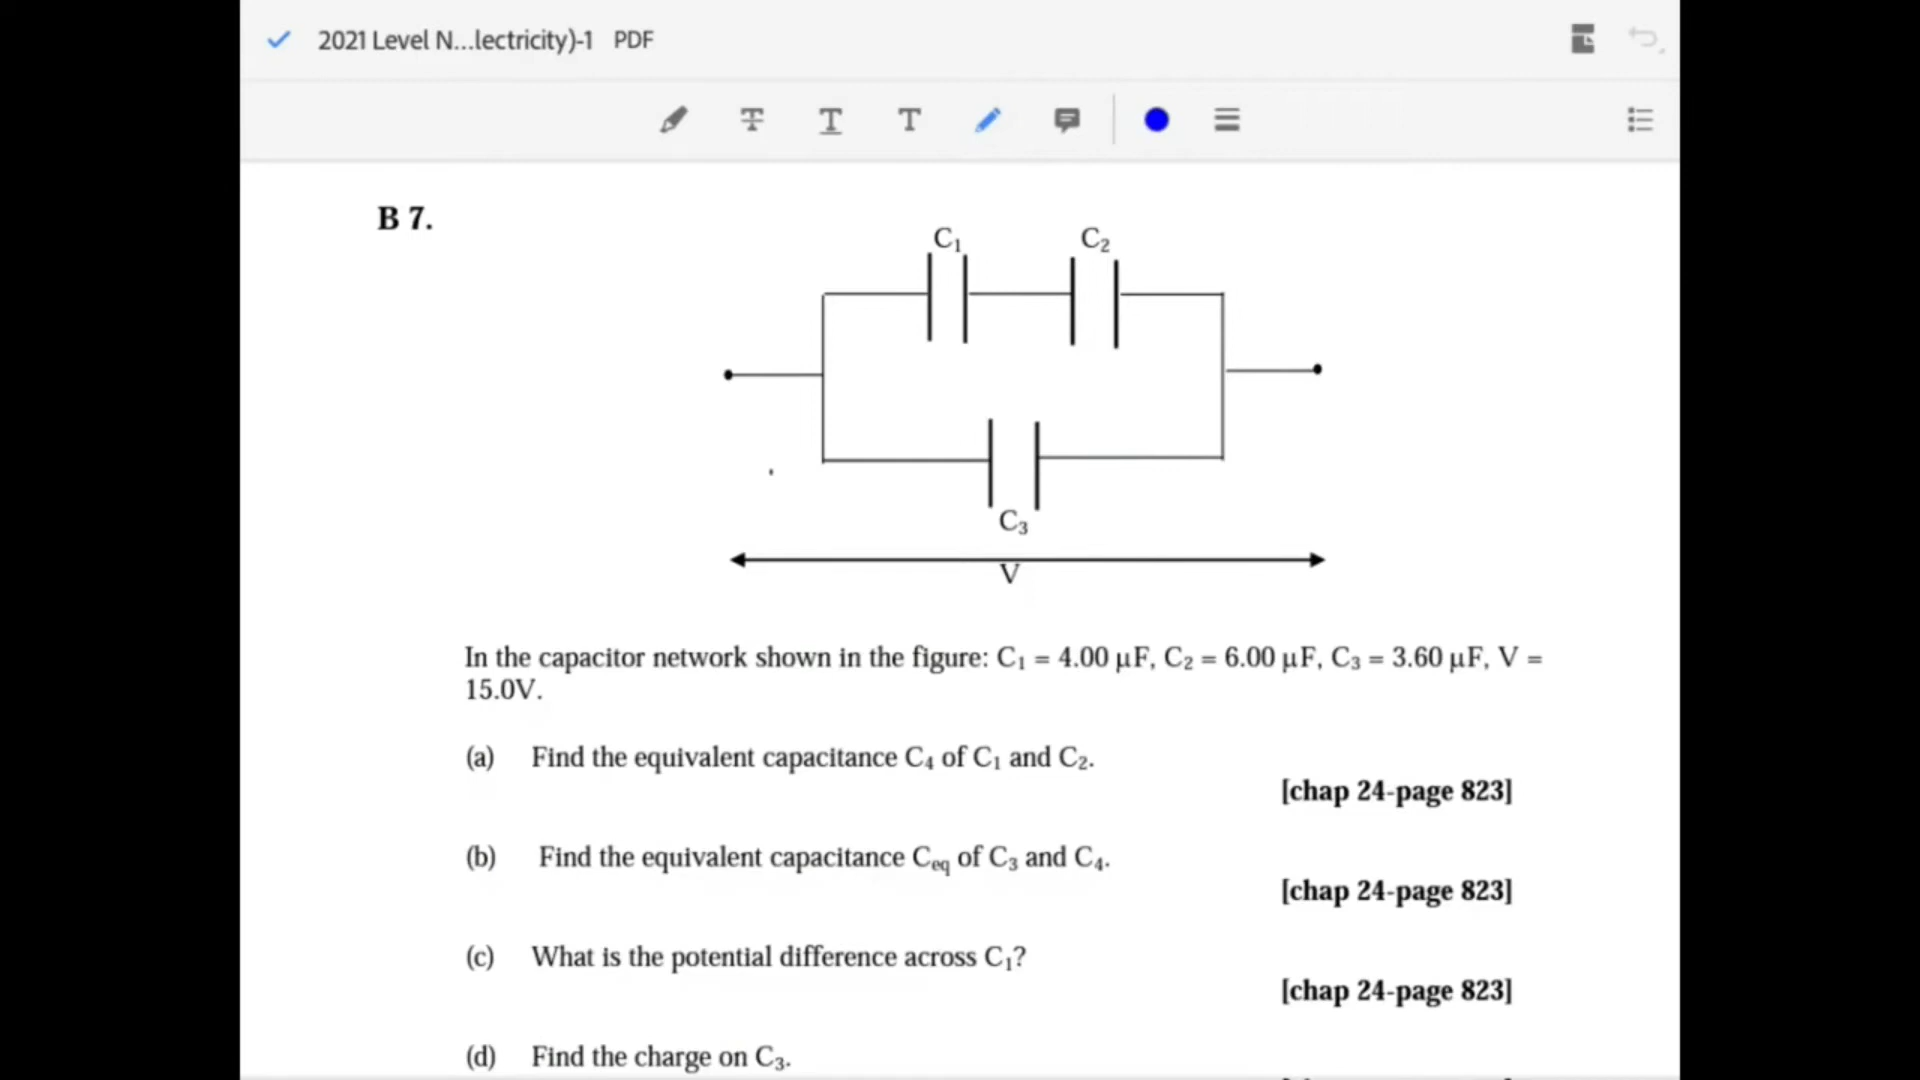 2021 Level N...lectricity)-1 PDF
T T T
B 7.
C₁ C₂
C₃
V
In the capacitor network shown in the figure: C₁ = 4.00 μF, C₂ = 6.00 μF, C₃ = 3.60 μF, V =
15.0V.
(a) Find the equivalent capacitance C₄ of C₁ and C₂.
[chap 24-page 823]
(b) Find the equivalent capacitance Ceq of C₃ and C₄.
[chap 24-page 823]
(c) What is the potential difference across C₁?
[chap 24-page 823]
(d) Find the charge on C₃.